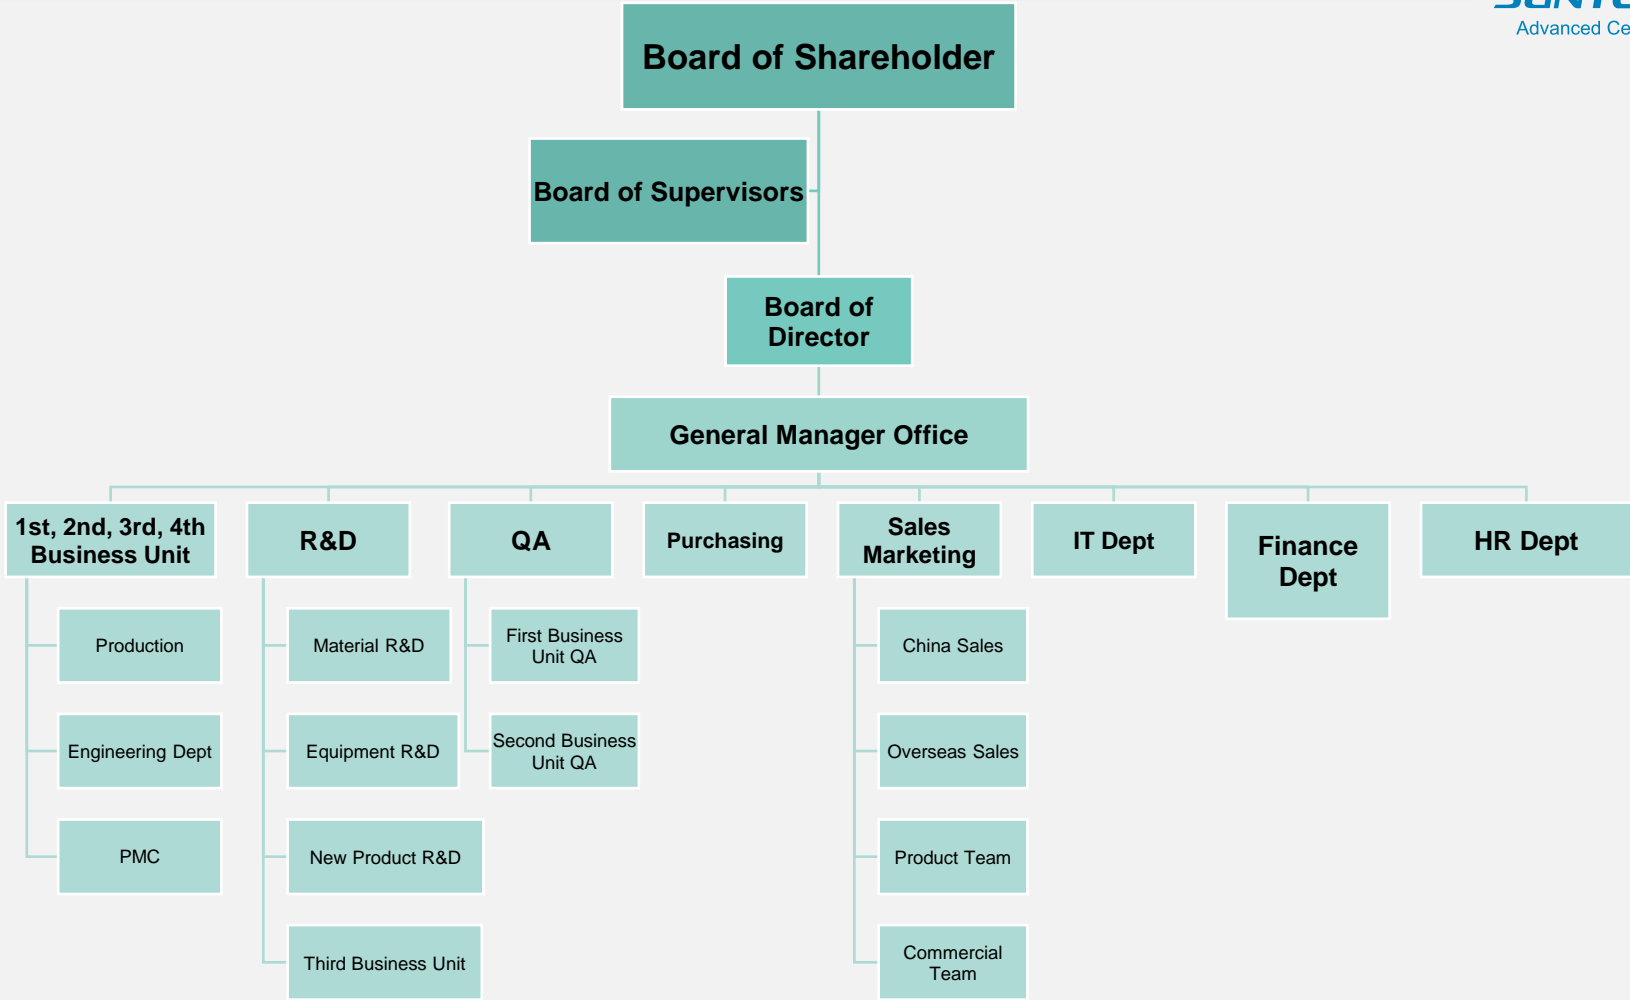 Advanced Ce
Board of Shareholder
Board of Supervisors
Board of
Director
General Manager Office
1st, 2nd, 3rd, 4th
Business Unit
R&D
QA
Purchasing
Sales
Marketing
IT Dept
Finance
Dept
HR Dept
Production
Engineering Dept
PMC
Material R&D
Equipment R&D
New Product R&D
Third Business Unit
First Business
Unit QA
Second Business
Unit QA
China Sales
Overseas Sales
Product Team
Commercial
Team